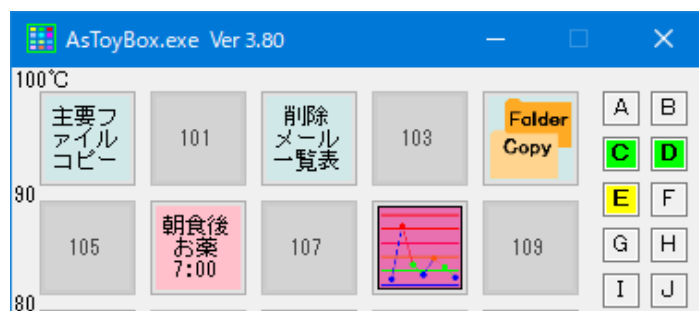 AsToyBox.exe Ver 3.80
100℃
主要フ
ァイル
コピー
101
削除
メール
一覧表
103
Folder
Copy
A B
C D
90
E F
105
朝食後
お薬
7:00
107
109
G H
I J
80